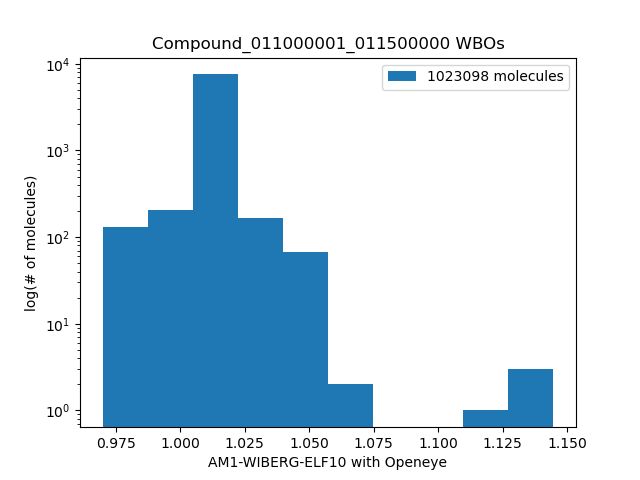 Compound_011000001_011500000 WBOs
1023098 molecules
log(# of molecules)
10⁴
10³
10²
10¹
10⁰
0.975 1.000 1.025 1.050 1.075 1.100 1.125 1.150
AM1-WIBERG-ELF10 with Openeye